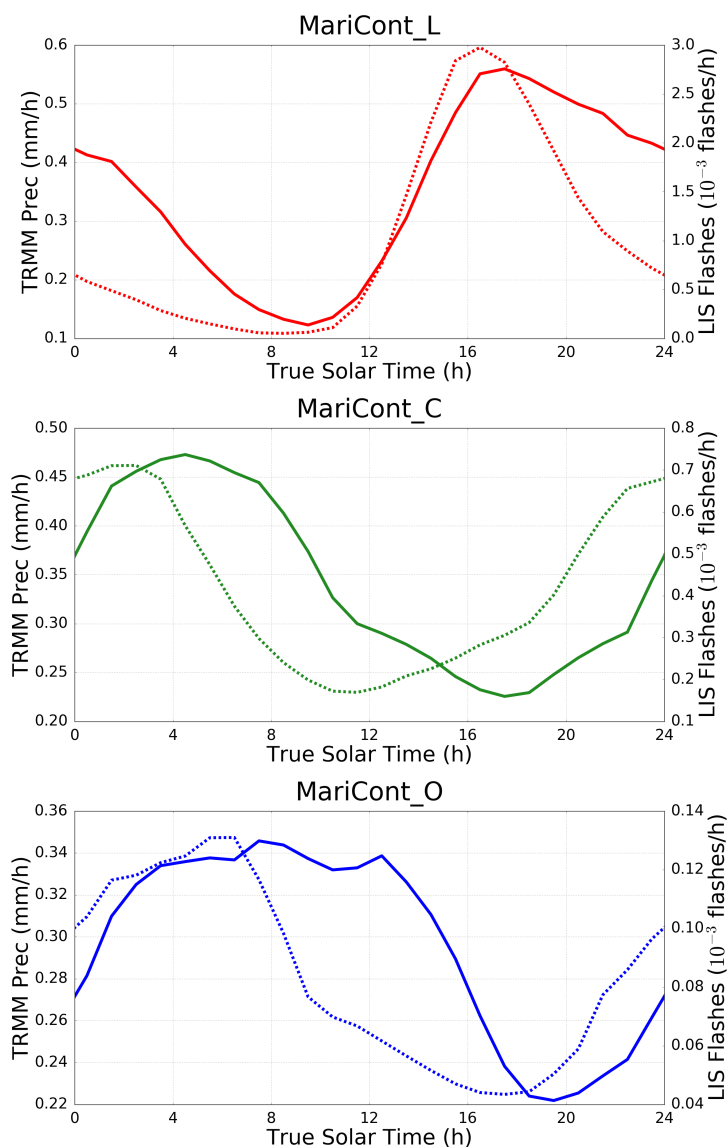 MariCont_L
0.6
0.5
0.4
0.3
0.2
0.1
TRMM Prec (mm/h)
3.0
2.5
2.0
1.5
1.0
0.5
0.0
LIS Flashes (10⁻³ flashes/h)
0 4 8 12 16 20 24
True Solar Time (h)
MariCont_C
0.50
0.45
0.40
0.35
0.30
0.25
0.20
TRMM Prec (mm/h)
0.8
0.7
0.6
0.5
0.4
0.3
0.2
0.1
LIS Flashes (10⁻³ flashes/h)
0 4 8 12 16 20 24
True Solar Time (h)
MariCont_O
0.36
0.34
0.32
0.30
0.28
0.26
0.24
0.22
TRMM Prec (mm/h)
0.14
0.12
0.10
0.08
0.06
0.04
LIS Flashes (10⁻³ flashes/h)
0 4 8 12 16 20 24
True Solar Time (h)